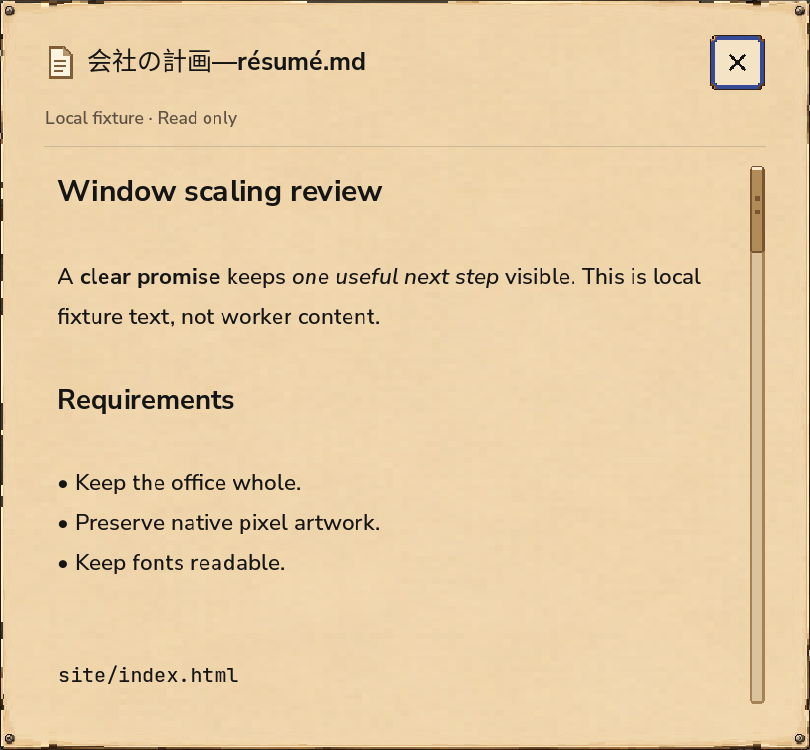 会社の計画—résumé.md
Local fixture · Read only
Window scaling review
A clear promise keeps one useful next step visible. This is local
fixture text, not worker content.
Requirements
• Keep the office whole.
• Preserve native pixel artwork.
• Keep fonts readable.
site/index.html